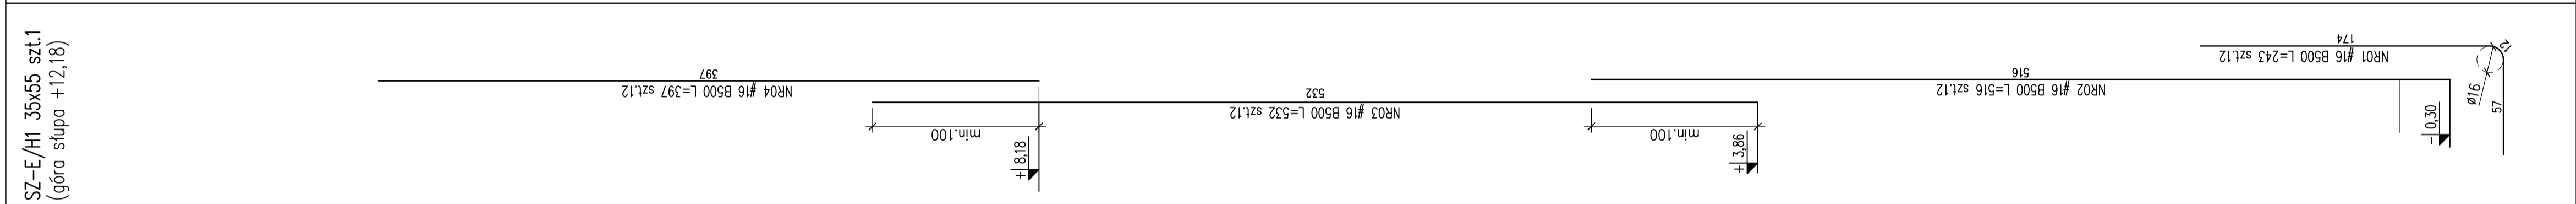 SZ-E/H1 35x55 szt.1
(góra słupa +12,18)
397
NR04 #16 B500 L=397 szt.12
min.100
+8,18
532
NR03 #16 B500 L=532 szt.12
min.100
+3,86
516
NR02 #16 B500 L=516 szt.12
-0,30
174
NR01 #16 B500 L=243 szt.12
12
ø16
57